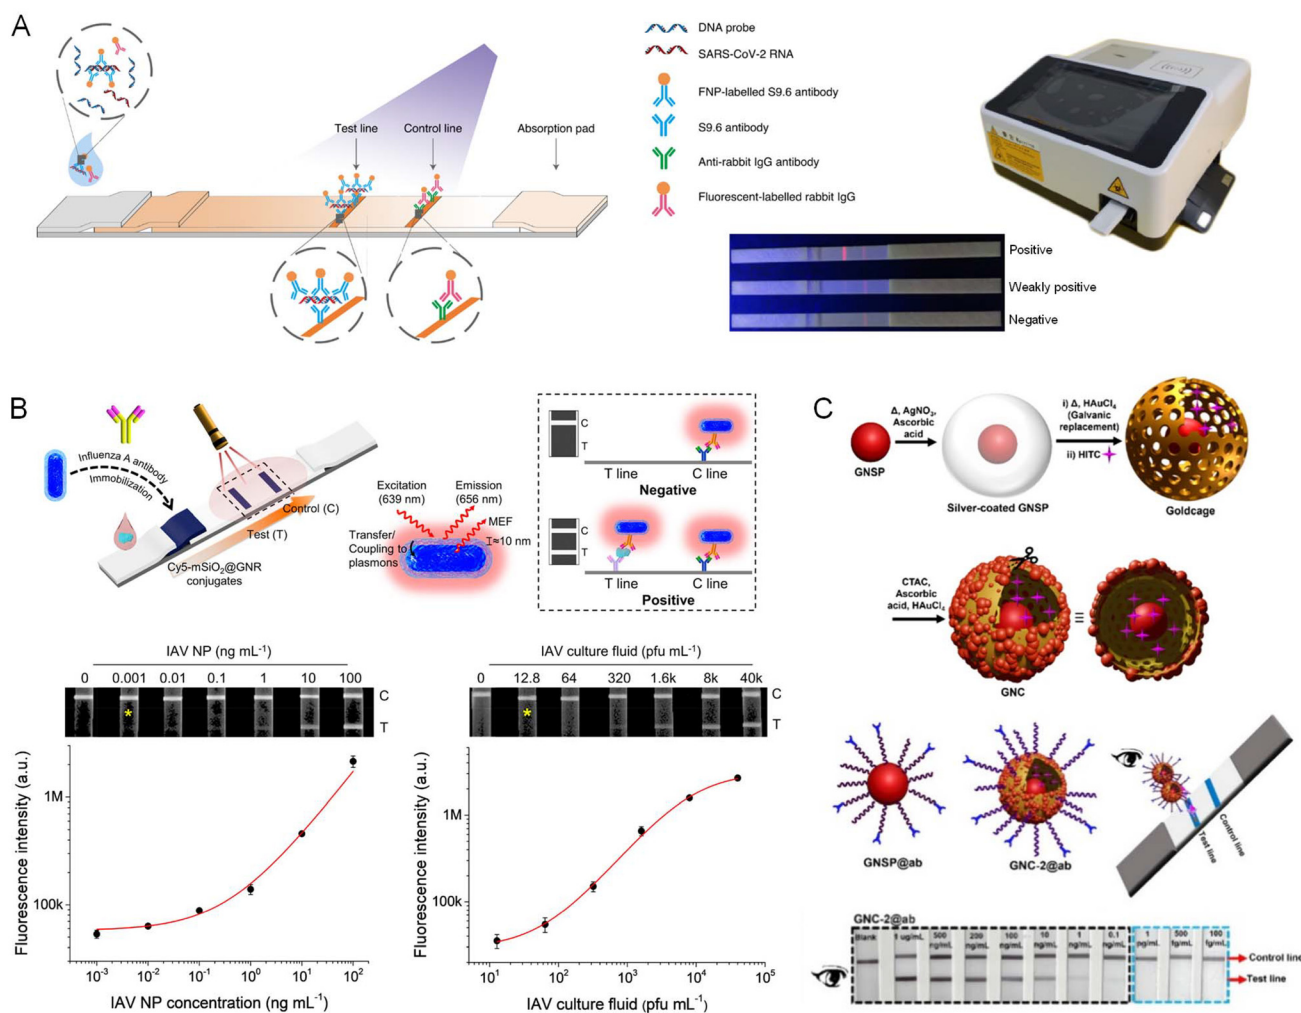 A
DNA probe
SARS-CoV-2 RNA
FNP-labelled S9.6 antibody
S9.6 antibody
Anti-rabbit IgG antibody
Fluorescent-labelled rabbit IgG
Test line
Control line
Absorption pad
Positive
Weakly positive
Negative
B
Influenza A antibody
Immobilization
Control (C)
Test (T)
Cy5-mSiO₂@GNR
conjugates
Excitation
(639 nm)
Emission
(656 nm)
MEF
≈10 nm
Transfer/
Coupling to
plasmons
C
T
T line
C line
Negative
C
T
T line
C line
Positive
IAV NP (ng mL⁻¹)
0 0.001 0.01 0.1 1 10 100
*
C
T
Fluorescence intensity (a.u.)
1M
100k
10⁻³ 10⁻² 10⁻¹ 10⁰ 10¹ 10²
IAV NP concentration (ng mL⁻¹)
IAV culture fluid (pfu mL⁻¹)
0 12.8 64 320 1.6k 8k 40k
*
C
T
Fluorescence intensity (a.u.)
1M
100k
10¹ 10² 10³ 10⁴ 10⁵
IAV culture fluid (pfu mL⁻¹)
C
GNSP
Δ, AgNO₃,
Ascorbic
acid
Silver-coated GNSP
i) Δ, HAuCl₄
(Galvanic
replacement)
ii) HITC
Goldcage
CTAC,
Ascorbic
acid, HAuCl₄
GNC
≡
GNSP@ab
GNC-2@ab
Test line
Control line
GNC-2@ab
Blank
1 ug/mL
500 ng/mL
200 ng/mL
100 ng/mL
10 ng/mL
1 ng/mL
0.1 ng/mL
1 pg/mL
500 fg/mL
100 fg/mL
Control line
Test line